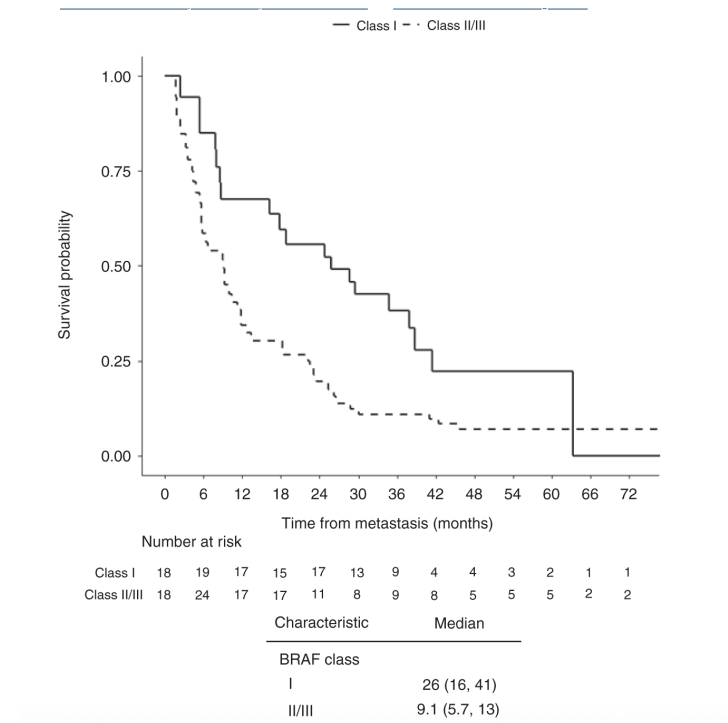 Class I Class II/III
1.00
0.75
0.50
0.25
0.00
Survival probability
0 6 12 18 24 30 36 42 48 54 60 66 72
Time from metastasis (months)
Number at risk
Class I 18 19 17 15 17 13 9 4 4 3 2 1 1
Class II/III 18 24 17 17 11 8 9 8 5 5 5 2 2
Characteristic Median
BRAF class
I 26 (16, 41)
II/III 9.1 (5.7, 13)